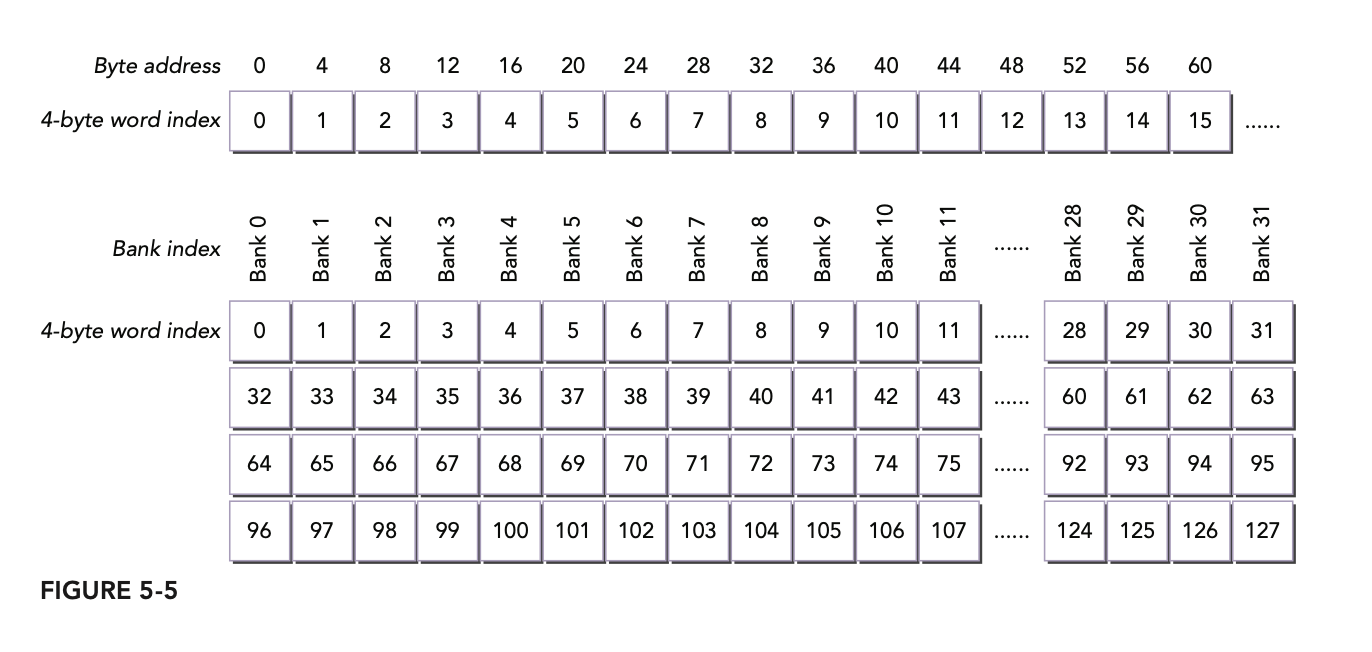 Byte address 0 4 8 12 16 20 24 28 32 36 40 44 48 52 56 60
4-byte word index 0 1 2 3 4 5 6 7 8 9 10 11 12 13 14 15 ......
Bank index Bank 0 Bank 1 Bank 2 Bank 3 Bank 4 Bank 5 Bank 6 Bank 7 Bank 8 Bank 9 Bank 10 Bank 11 ...... Bank 28 Bank 29 Bank 30 Bank 31
4-byte word index 0 1 2 3 4 5 6 7 8 9 10 11 ...... 28 29 30 31
32 33 34 35 36 37 38 39 40 41 42 43 ...... 60 61 62 63
64 65 66 67 68 69 70 71 72 73 74 75 ...... 92 93 94 95
96 97 98 99 100 101 102 103 104 105 106 107 ...... 124 125 126 127
FIGURE 5-5